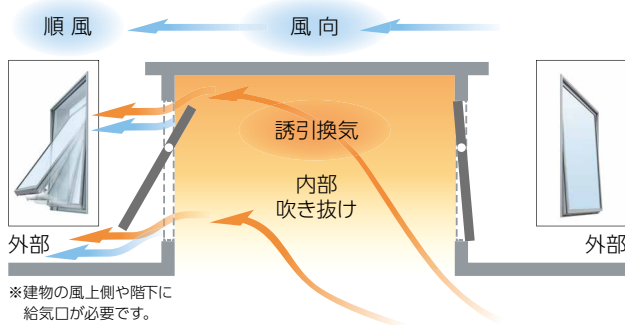 順風
風向
誘引換気
内部
吹き抜け
外部
外部
※建物の風上側や階下に
給気口が必要です。